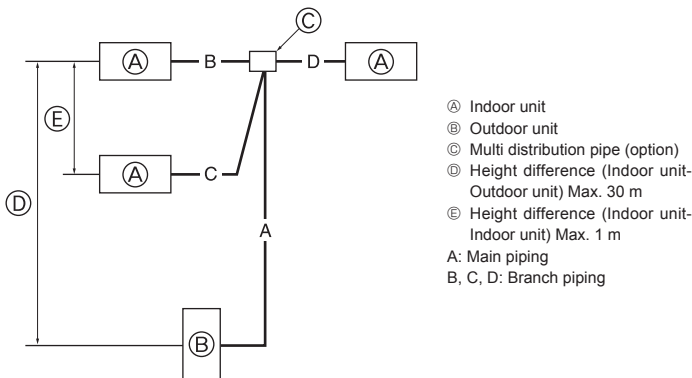 Ⓒ
Ⓐ B D Ⓐ
Ⓔ
Ⓐ C
Ⓓ
A
Ⓑ
Ⓐ Indoor unit
Ⓑ Outdoor unit
Ⓒ Multi distribution pipe (option)
Ⓓ Height difference (Indoor unit-
Outdoor unit) Max. 30 m
Ⓔ Height difference (Indoor unit-
Indoor unit) Max. 1 m
A: Main piping
B, C, D: Branch piping